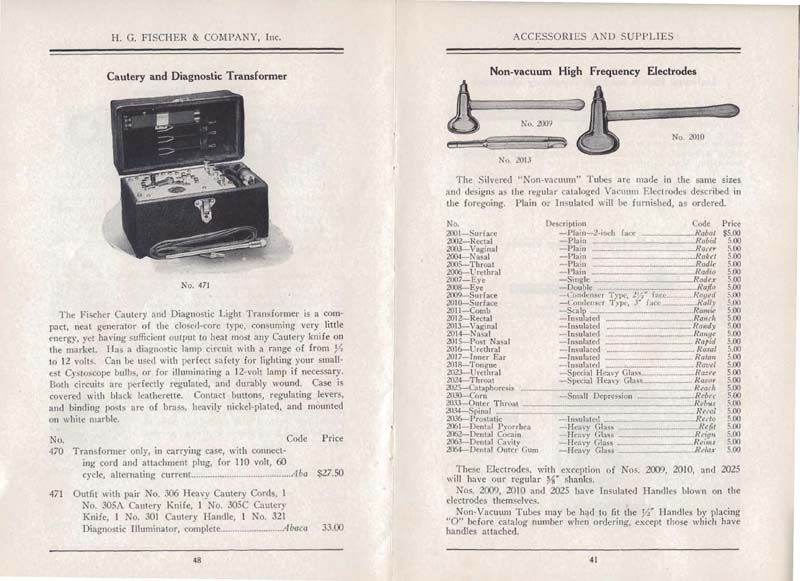 H. G. FISCHER & COMPANY, Inc.
Cautery and Diagnostic Transformer
No. 471
The Fischer Cautery and Diagnostic Light Transformer is a com-
pact, neat generator of the closed-core type, consuming very little
energy, yet having sufficient output to heat most any Cautery knife on
the market. Has a diagnostic lamp circuit with a range of from ½
to 12 volts. Can be used with perfect safety for lighting your small-
est Cystoscope bulbs, or for illuminating a 12-volt lamp if necessary.
Both circuits are perfectly regulated, and durably wound. Case is
covered with black leatherette. Contact buttons, regulating levers,
and binding posts are of brass, heavily nickel-plated, and mounted
on white marble.
No. Code Price
470 Transformer only, in carrying case, with connect-
ing cord and attachment plug, for 110 volt, 60
cycle, alternating current Aba $27.50
471 Outfit with pair No. 306 Heavy Cautery Cords, 1
No. 305A Cautery Knife, 1 No. 305C Cautery
Knife, 1 No. 301 Cautery Handle, 1 No. 321
Diagnostic Illuminator, complete Abaca 33.00
48
ACCESSORIES AND SUPPLIES
Non-vacuum High Frequency Electrodes
No. 2009
No. 2010
No. 2013
The Silvered "Non-vacuum" Tubes are made in the same sizes
and designs as the regular cataloged Vacuum Electrodes described in
the foregoing. Plain or Insulated will be furnished, as ordered.
No. Description Code Price
2001—Surface —Plain—2-inch face Rabat $5.00
2002—Rectal —Plain Rabid 5.00
2003—Vaginal —Plain Racer 5.00
2004—Nasal —Plain Raket 5.00
2005—Throat —Plain Radle 5.00
2006—Urethral —Plain Radio 5.00
2007—Eye —Single Radex 5.00
2008—Eye —Double Raflo 5.00
2009—Surface —Condenser Type, 2½" face Raged 5.00
2010—Surface —Condenser Type, 3" face Rally 5.00
2011—Comb —Scalp Ramie 5.00
2012—Rectal —Insulated Ranch 5.00
2013—Vaginal —Insulated Randy 5.00
2014—Nasal —Insulated Range 5.00
2015—Post Nasal —Insulated Rapid 5.00
2016—Urethral —Insulated Rasal 5.00
2017—Inner Ear —Insulated Ratan 5.00
2018—Tongue —Insulated Ravel 5.00
2023—Urethral —Special Heavy Glass Razee 5.00
2024—Throat —Special Heavy Glass Razor 5.00
2025—Cataphoresis Reach 5.00
2030—Corn —Small Depression Rebec 5.00
2033—Outer Throat Rebus 5.00
2034—Spinal Recal 5.00
2036—Prostatic —Insulated Recto 5.00
2061—Dental Pyorrhea —Heavy Glass Refit 5.00
2062—Dental Cocain —Heavy Glass Reign 5.00
2063—Dental Cavity —Heavy Glass Reims 5.00
2064—Dental Outer Gum —Heavy Glass Relax 5.00
These Electrodes, with exception of Nos. 2009, 2010, and 2025
will have our regular ⅝" shanks.
Nos. 2009, 2010 and 2025 have Insulated Handles blown on the
electrodes themselves.
Non-Vacuum Tubes may be had to fit the ½" Handles by placing
"O" before catalog number when ordering, except those which have
handles attached.
41